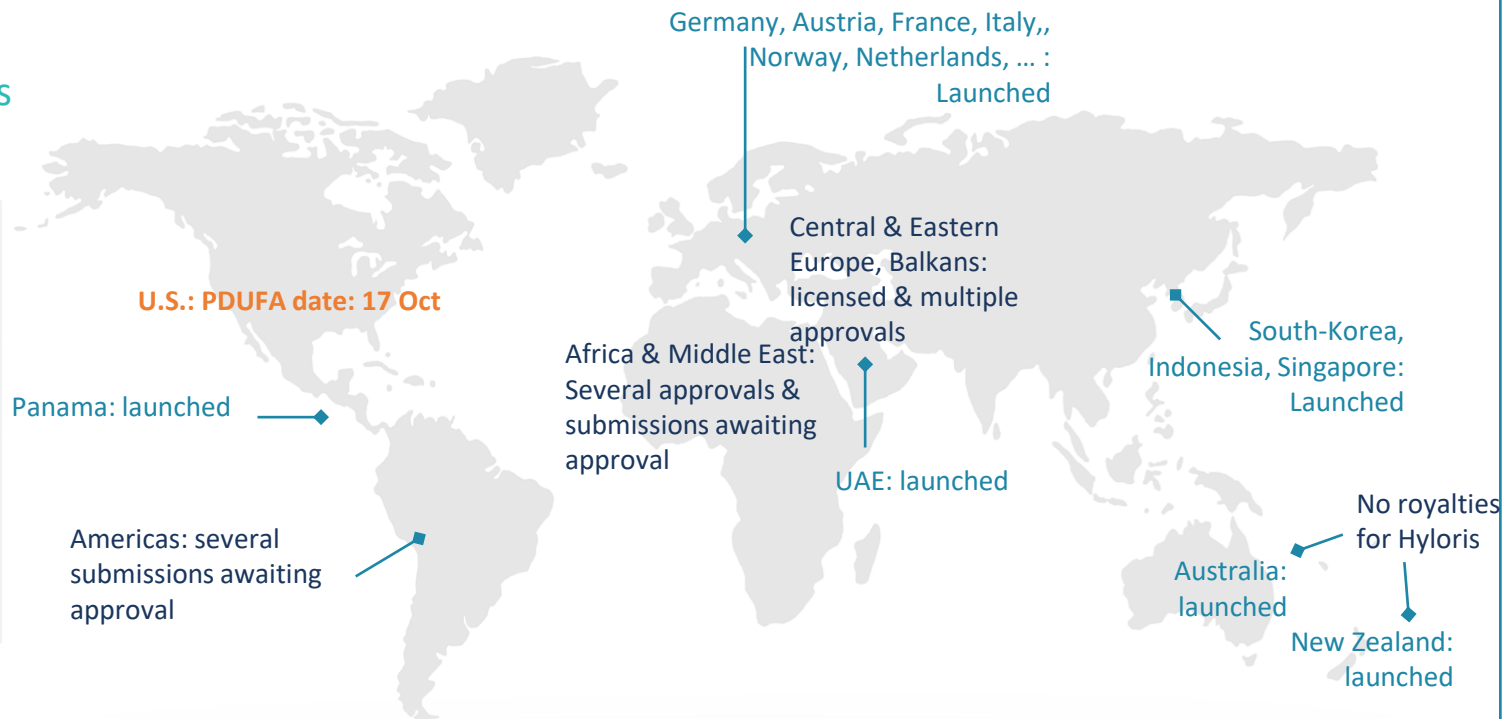 Germany, Austria, France, Italy,,
Norway, Netherlands, … :
Launched
s
Central & Eastern
Europe, Balkans:
licensed & multiple
approvals
U.S.: PDUFA date: 17 Oct
South-Korea,
Indonesia, Singapore:
Launched
Africa & Middle East:
Several approvals &
submissions awaiting
approval
Panama: launched
UAE: launched
No royalties
for Hyloris
Americas: several
submissions awaiting
approval
Australia:
launched
New Zealand:
launched